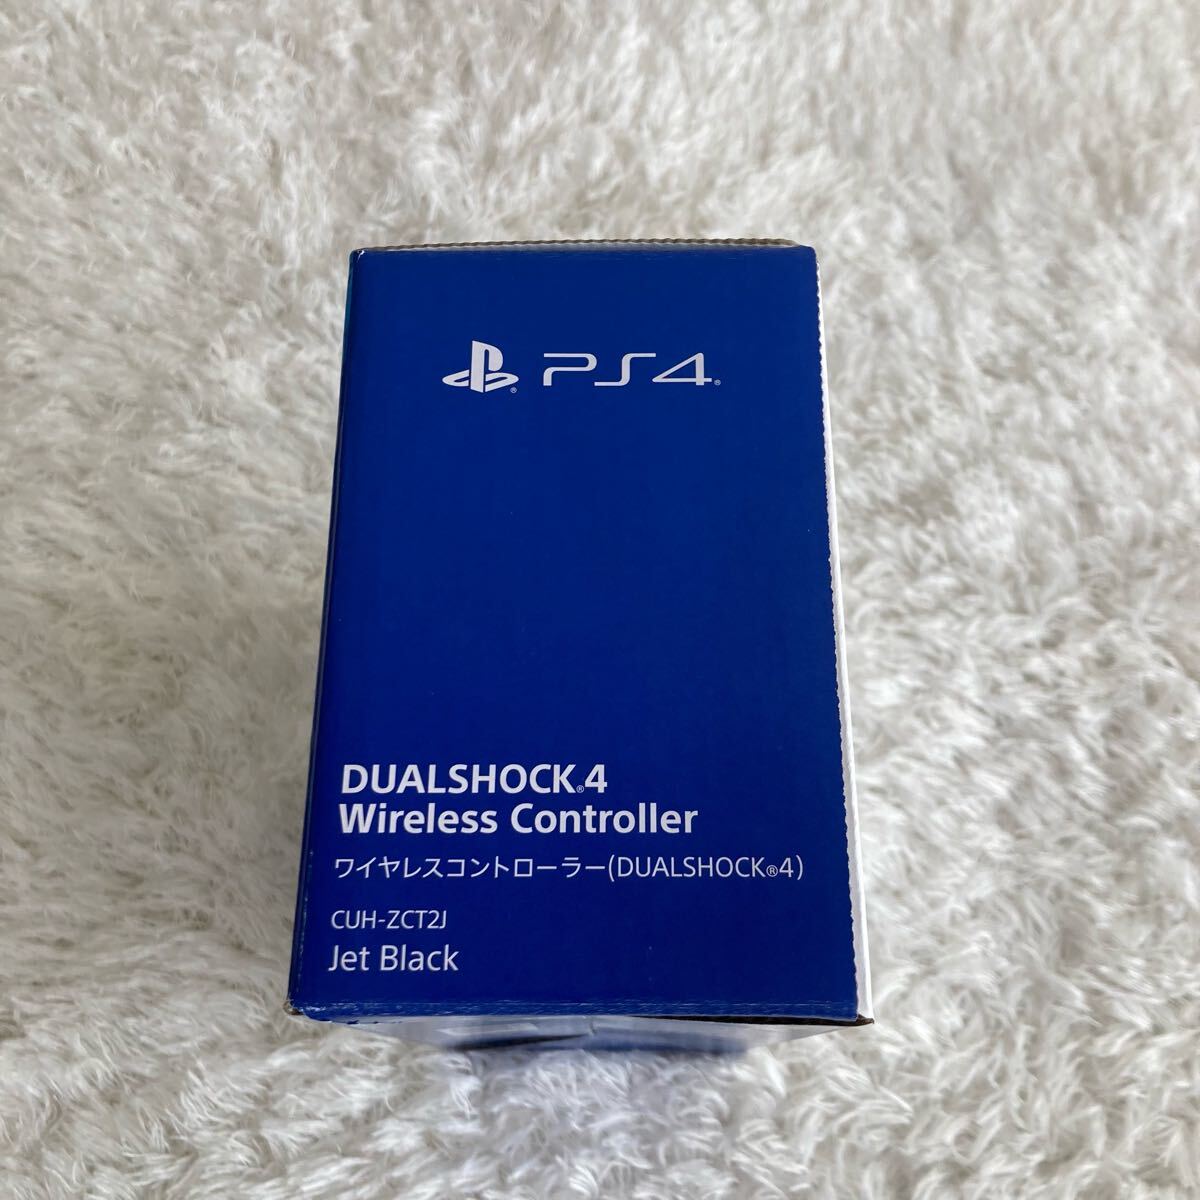 PS4®
DUALSHOCK®4
Wireless Controller
ワイヤレスコントローラー(DUALSHOCK®4)
CUH-ZCT2J
Jet Black